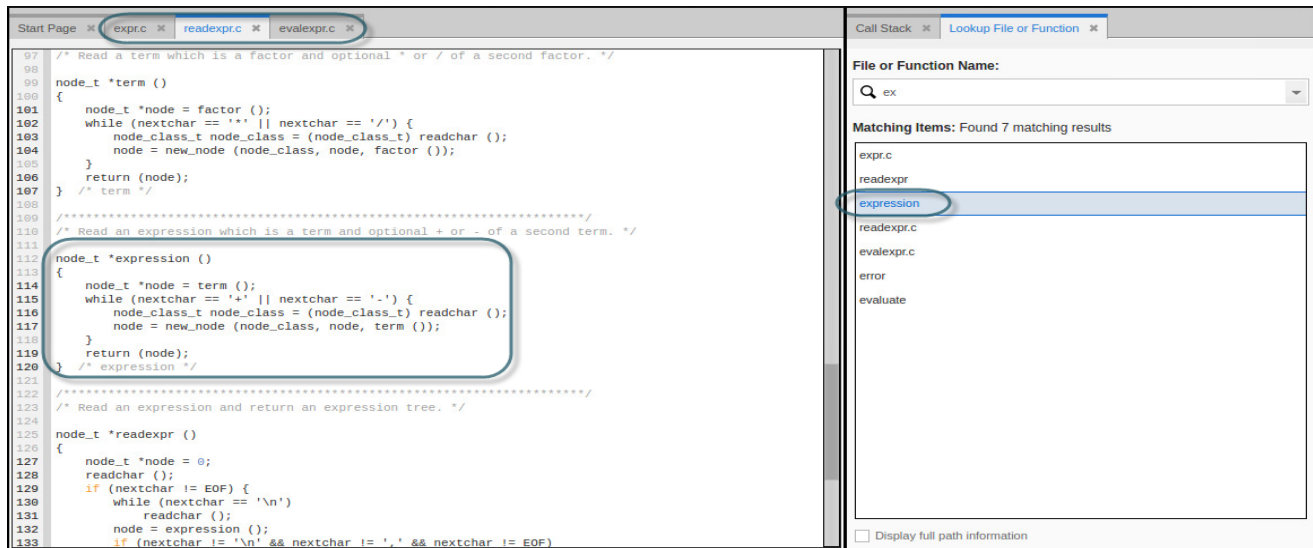 Start Page expr.c readexpr.c evalexpr.c
97 /* Read a term which is a factor and optional * or / of a second factor. */
98
99 node_t *term ()
100 {
101     node_t *node = factor ();
102     while (nextchar == '*' || nextchar == '/') {
103         node_class_t node_class = (node_class_t) readchar ();
104         node = new_node (node_class, node, factor ());
105     }
106     return (node);
107 }  /* term */
108
109 /**********************************************************************/
110 /* Read an expression which is a term and optional + or - of a second term. */
111
112 node_t *expression ()
113 {
114     node_t *node = term ();
115     while (nextchar == '+' || nextchar == '-') {
116         node_class_t node_class = (node_class_t) readchar ();
117         node = new_node (node_class, node, term ());
118     }
119     return (node);
120 }  /* expression */
121
122 /**********************************************************************/
123 /* Read an expression and return an expression tree. */
124
125 node_t *readexpr ()
126 {
127     node_t *node = 0;
128     readchar ();
129     if (nextchar != EOF) {
130         while (nextchar == '\n')
131             readchar ();
132         node = expression ();
133         if (nextchar != '\n' && nextchar != ',' && nextchar != EOF)
Call Stack Lookup File or Function
File or Function Name:
ex
Matching Items: Found 7 matching results
expr.c
readexpr
expression
readexpr.c
evalexpr.c
error
evaluate
Display full path information